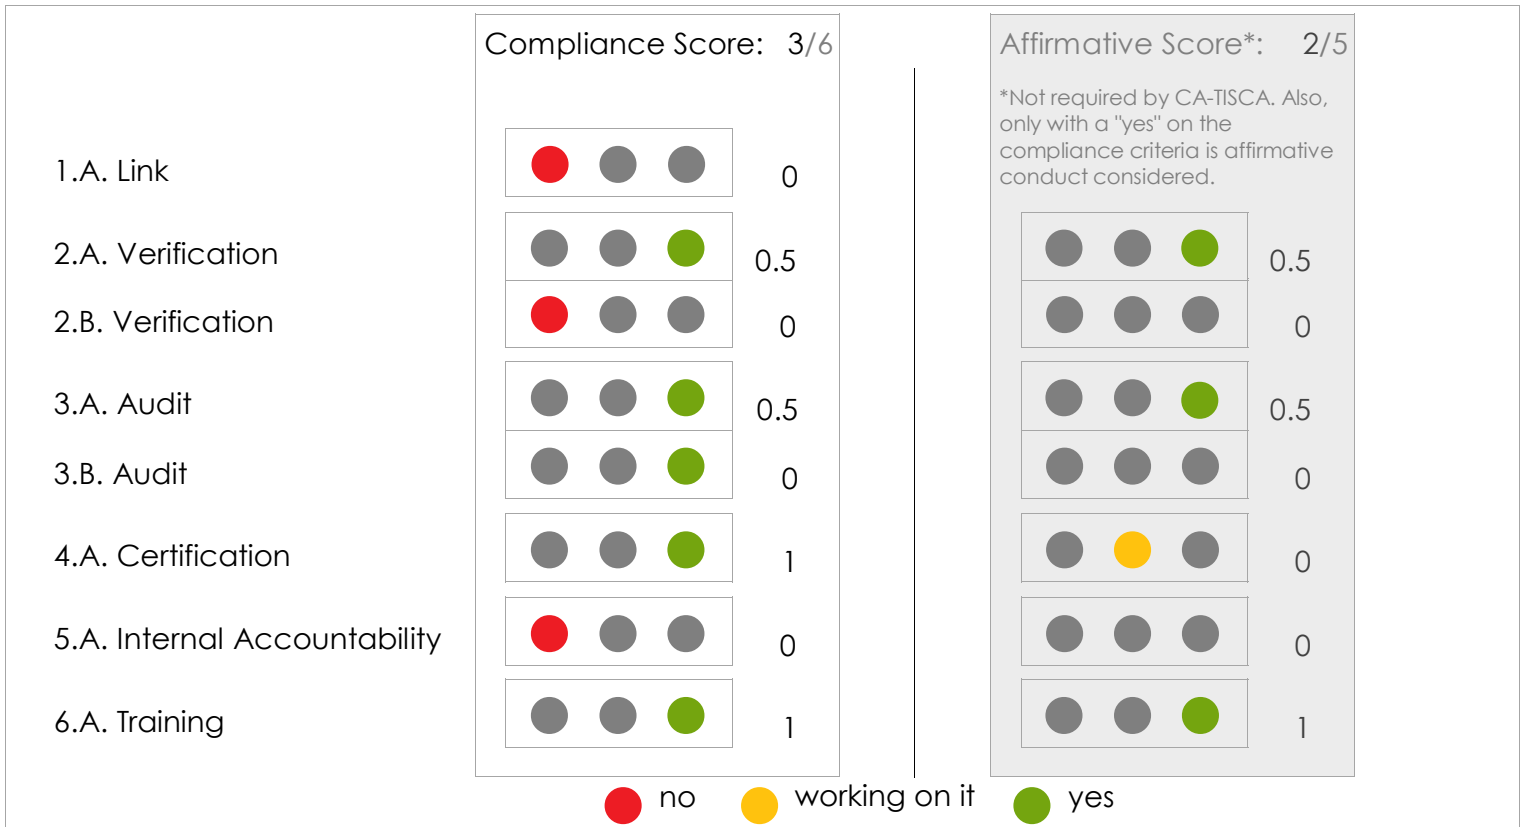 Compliance Score: 3/6
Affirmative Score*: 2/5
*Not required by CA-TISCA. Also,
only with a "yes" on the
compliance criteria is affirmative
conduct considered.
1.A. Link 0
2.A. Verification 0.5 0.5
2.B. Verification 0 0
3.A. Audit 0.5 0.5
3.B. Audit 0 0
4.A. Certification 1 0
5.A. Internal Accountability 0 0
6.A. Training 1 1
no working on it yes